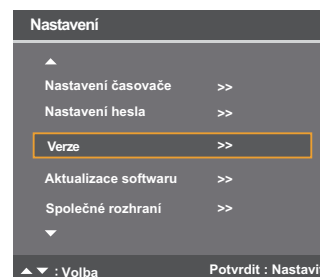 Nastavení
Nastavení časovače >>
Nastavení hesla >>
Verze >>
Aktualizace softwaru >>
Společné rozhraní >>
▲▼ : Volba Potvrdit : Nastavit